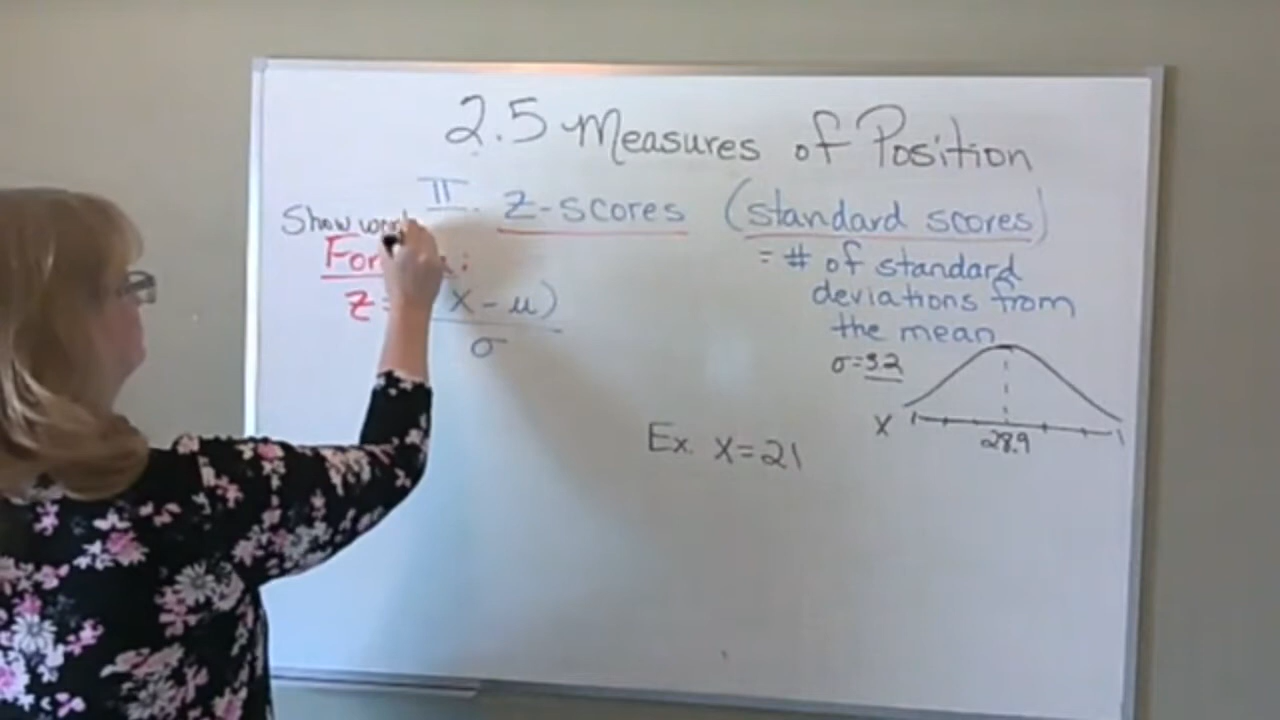 2.5 Measures of Position
II. z-scores (standard scores)
= # of standard
deviations from
the mean
Show
z = (x - μ)
σ
σ=3.2
X
28.9
Ex. x=21